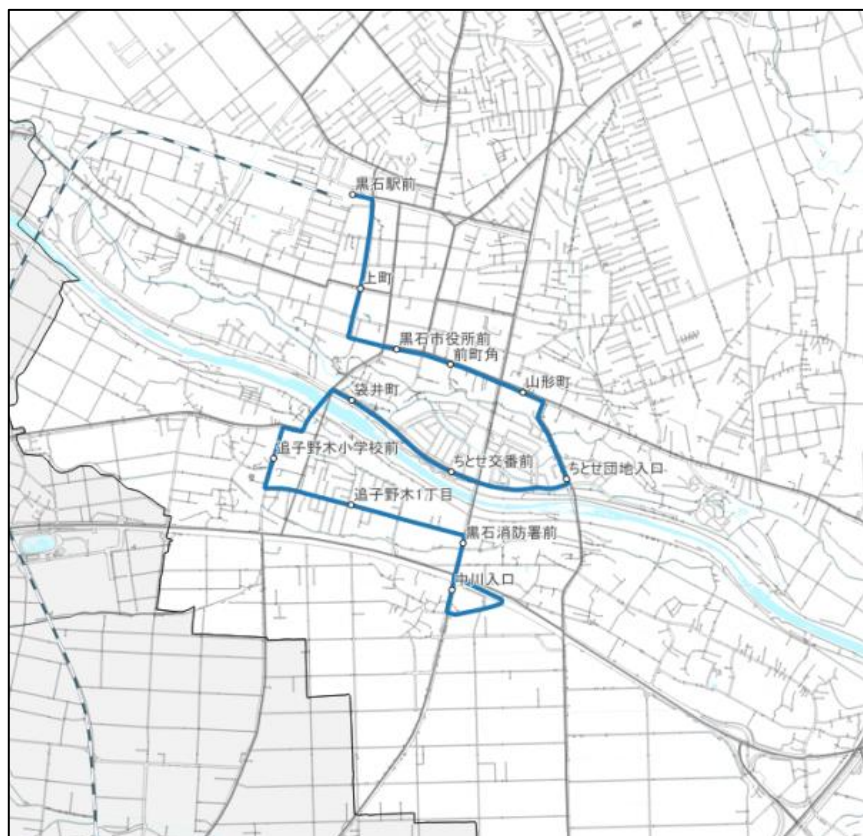 黒石駅前
上町
黒石市役所前
前町角
山形町
袋井町
追子野木小学校前
ちとせ交番前
ちとせ団地入口
追子野木1丁目
黒石消防署前
中川入口